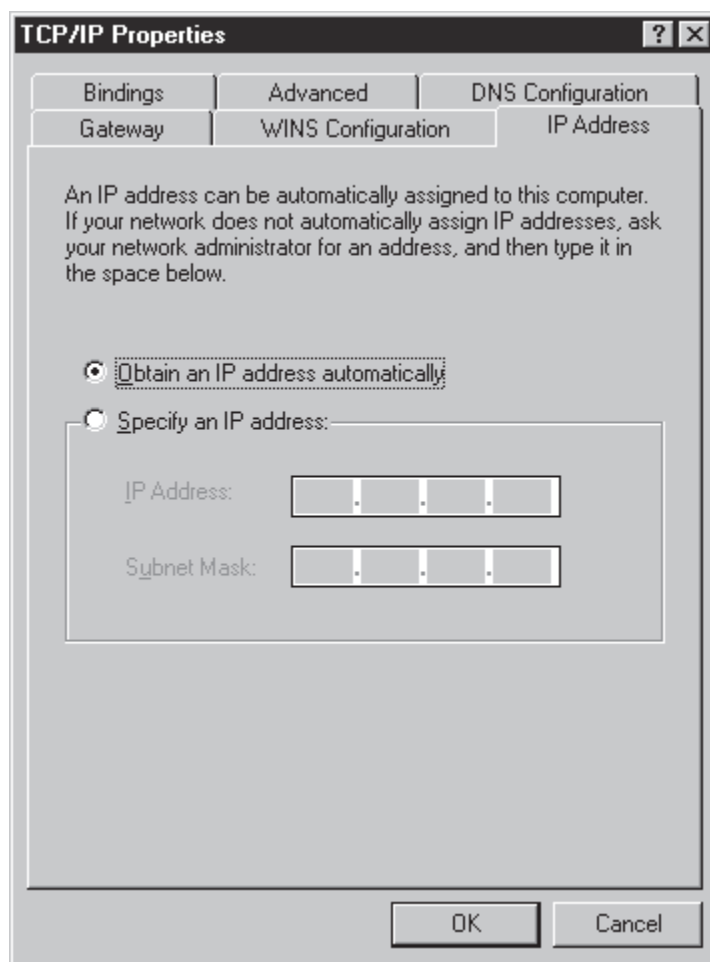 TCP/IP Properties
Bindings
Advanced
DNS Configuration
Gateway
WINS Configuration
IP Address
An IP address can be automatically assigned to this computer.
If your network does not automatically assign IP addresses, ask
your network administrator for an address, and then type it in
the space below.
Obtain an IP address automatically
Specify an IP address:
IP Address:
Subnet Mask:
OK
Cancel